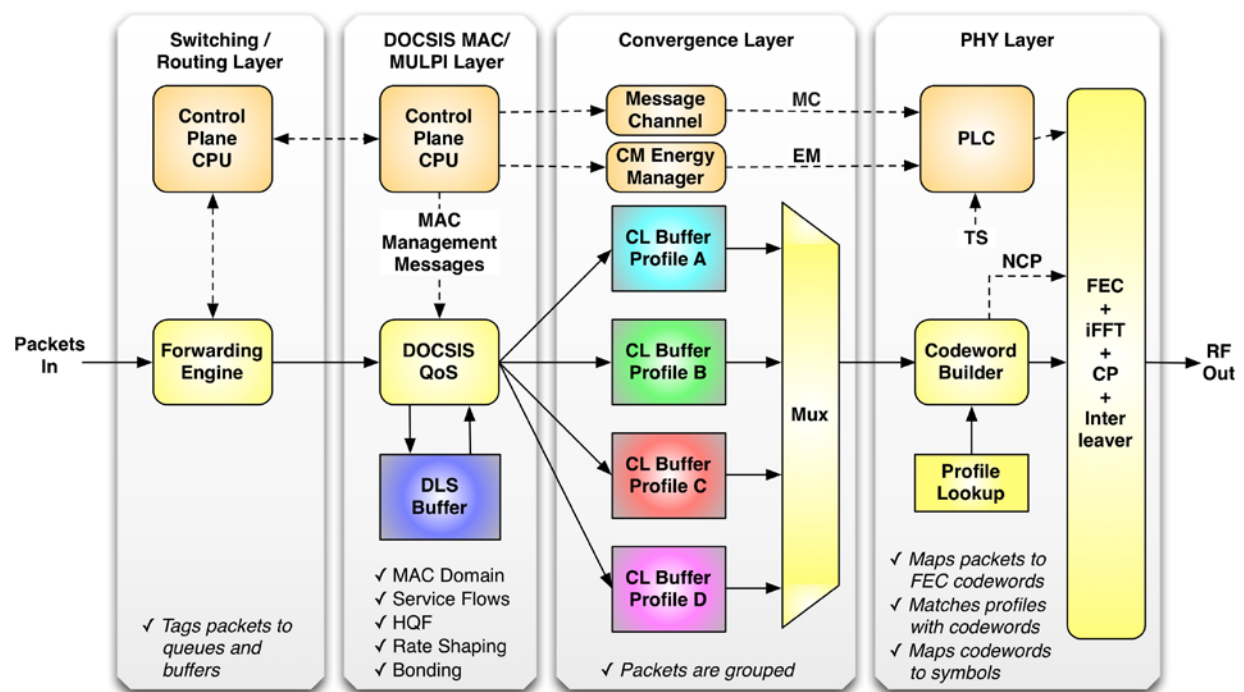 Switching /
Routing Layer
DOCSIS MAC/
MULPI Layer
Convergence Layer
PHY Layer
Control
Plane
CPU
Control
Plane
CPU
Message
Channel
MC
CM Energy
Manager
EM
PLC
TS
NCP
MAC
Management
Messages
CL Buffer
Profile A
CL Buffer
Profile B
CL Buffer
Profile C
CL Buffer
Profile D
Mux
Packets
In
Forwarding
Engine
DOCSIS
QoS
DLS
Buffer
Codeword
Builder
Profile
Lookup
FEC
+
iFFT
+
CP
+
Inter
leaver
RF
Out
✓ Tags packets to
queues and
buffers
✓ MAC Domain
✓ Service Flows
✓ HQF
✓ Rate Shaping
✓ Bonding
✓ Packets are grouped
✓ Maps packets to
FEC codewords
✓ Matches profiles
with codewords
✓ Maps codewords
to symbols